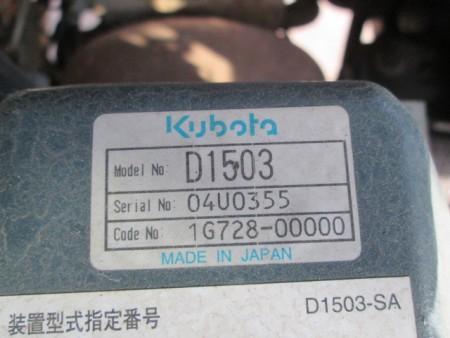 Kubota
Model No: D1503
Serial No: 04U0355
Code No: 1G728-00000
MADE IN JAPAN
D1503-SA
装置型式指定番号